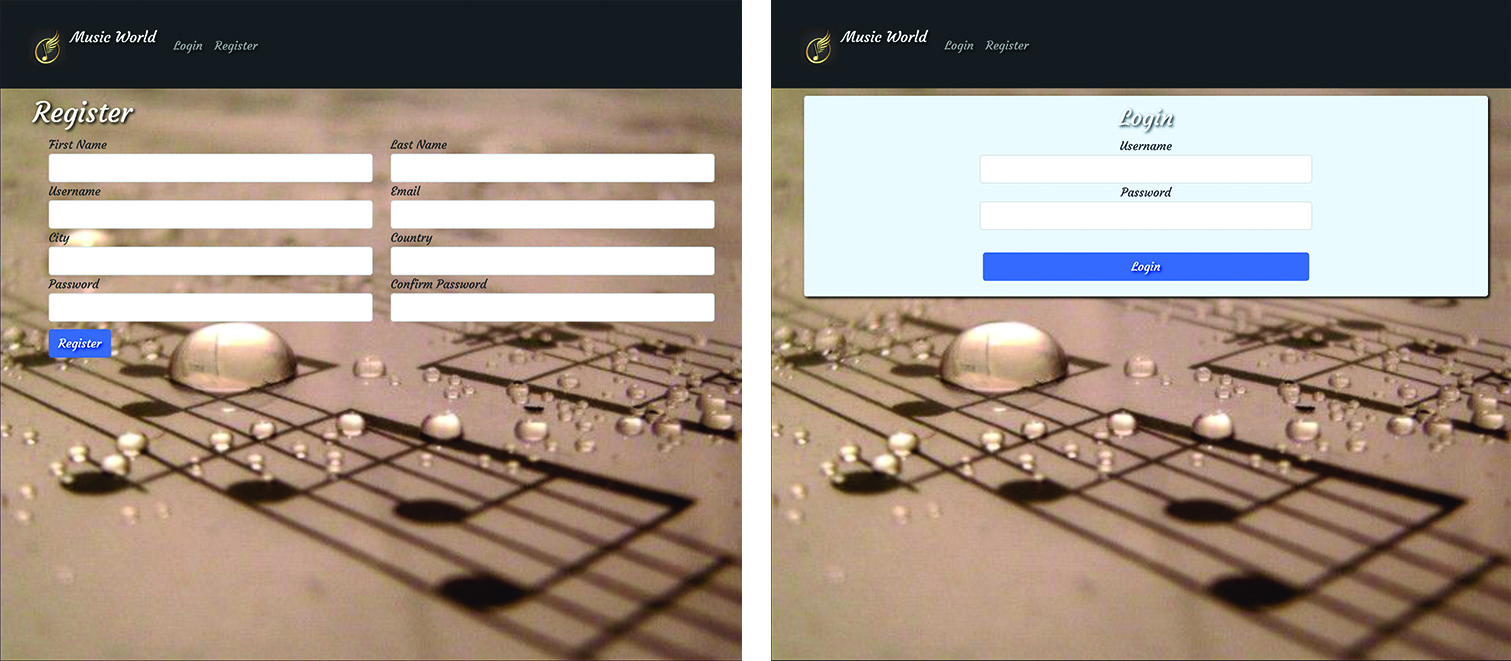 Music World Login Register
Register
First Name Last Name
Username Email
City Country
Password Confirm Password
Register
Music World Login Register
Login
Username
Password
Login